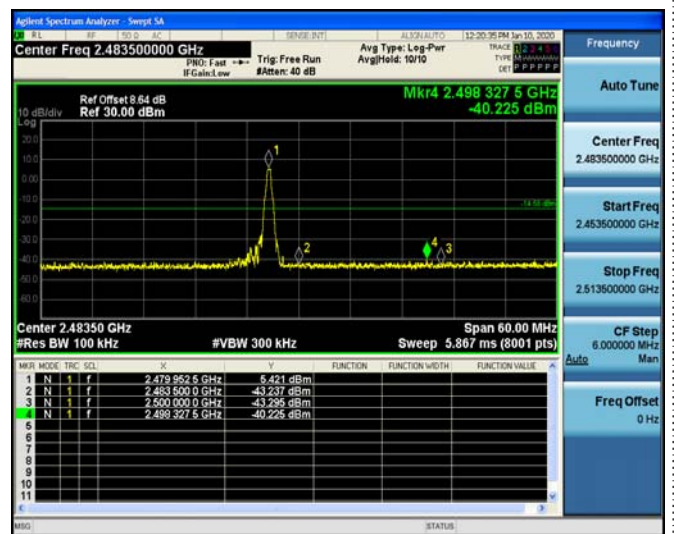 Agilent Spectrum Analyzer - Swept SA
RL RF 50 Ω AC SENSE:INT ALIGN AUTO 12:20:35 PM Jan 10, 2020
Center Freq 2.483500000 GHz
PNO: Fast
IFGain:Low
Trig: Free Run
#Atten: 40 dB
Avg Type: Log-Pwr
Avg|Hold: 10/10
TRACE 1 2 3 4 5 6
TYPE
DET P P P P P P
Ref Offset 8.64 dB
10 dB/div Ref 30.00 dBm
Log
Mkr4 2.498 327 5 GHz
-40.225 dBm
20.0
10.0
0.00
-10.0
-20.0
-30.0
-40.0
-50.0
-60.0
1
2
4
3
-14.58 dBm
Center 2.48350 GHz Span 60.00 MHz
#Res BW 100 kHz #VBW 300 kHz Sweep 5.867 ms (8001 pts)
MKR MODE TRC SCL X Y FUNCTION FUNCTION WIDTH FUNCTION VALUE
1 N 1 f 2.479 952 5 GHz 5.421 dBm
2 N 1 f 2.483 500 0 GHz -43.237 dBm
3 N 1 f 2.500 000 0 GHz -43.295 dBm
4 N 1 f 2.498 327 5 GHz -40.225 dBm
5
6
7
8
9
10
11
MSG STATUS
Frequency
Auto Tune
Center Freq
2.483500000 GHz
Start Freq
2.453500000 GHz
Stop Freq
2.513500000 GHz
CF Step
6.000000 MHz
Auto Man
Freq Offset
0 Hz